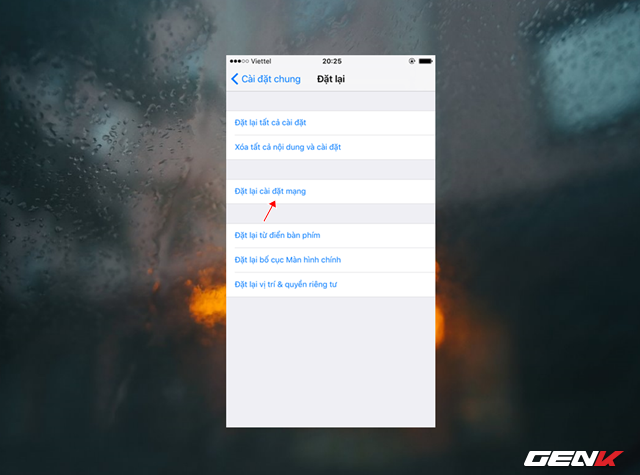 Viettel 20:25
Cài đặt chung Đặt lại
Đặt lại tất cả cài đặt
Xóa tất cả nội dung và cài đặt
Đặt lại cài đặt mạng
Đặt lại từ điển bàn phím
Đặt lại bố cục Màn hình chính
Đặt lại vị trí & quyền riêng tư
GENK